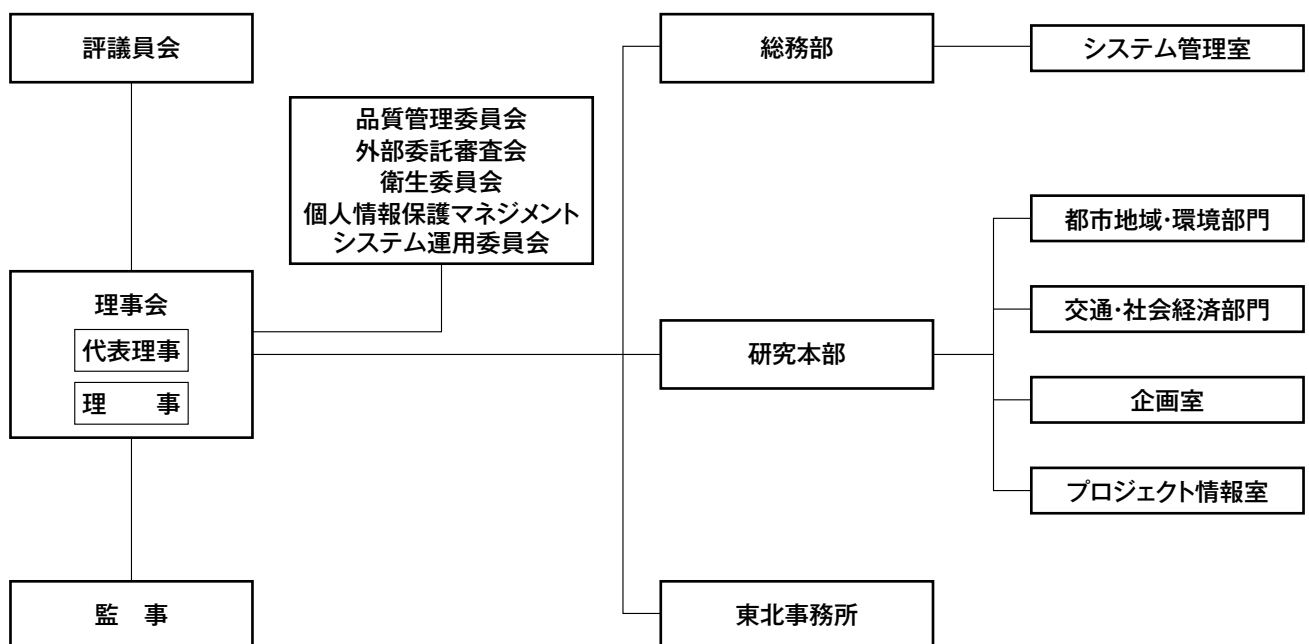 評議員会
品質管理委員会
外部委託審査会
衛生委員会
個人情報保護マネジメント
システム運用委員会
理事会
代表理事
理　　事
監　事
総務部
システム管理室
研究本部
都市地域・環境部門
交通・社会経済部門
企画室
プロジェクト情報室
東北事務所